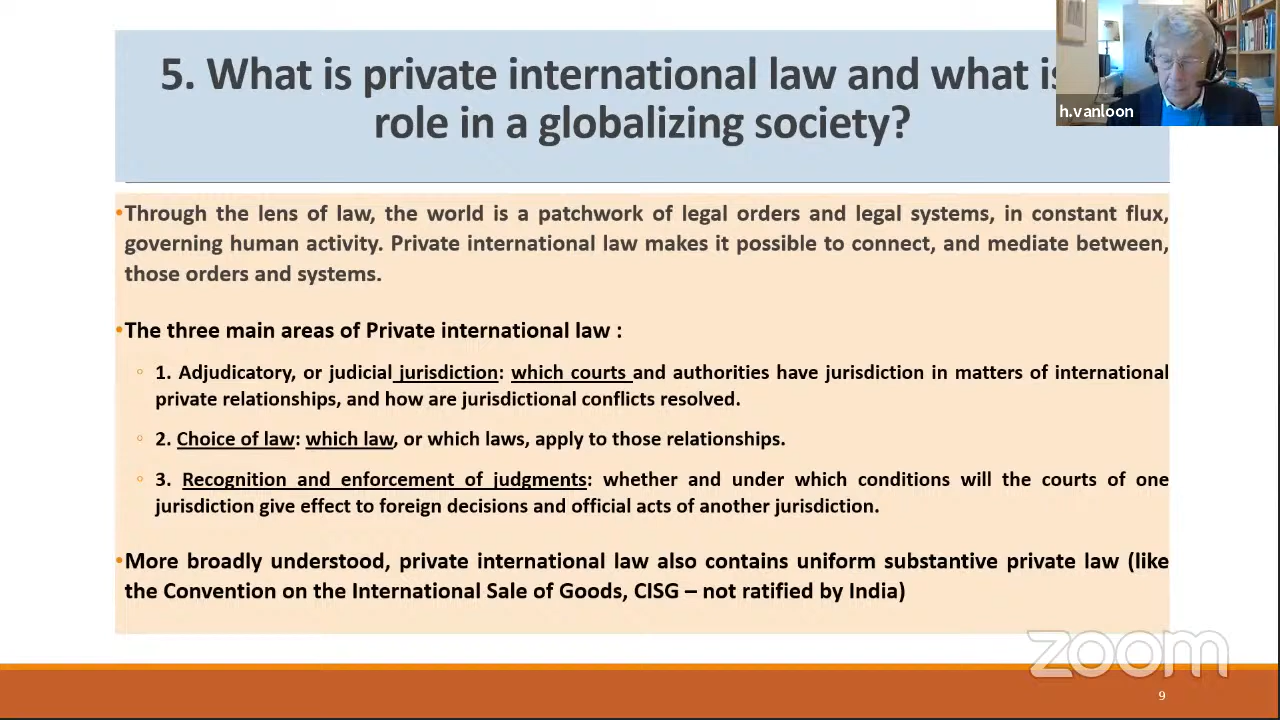 5. What is private international law and what is
role in a globalizing society?
h.vanloon
•Through the lens of law, the world is a patchwork of legal orders and legal systems, in constant flux,
governing human activity. Private international law makes it possible to connect, and mediate between,
those orders and systems.
•The three main areas of Private international law :
◦ 1. Adjudicatory, or judicial jurisdiction: which courts and authorities have jurisdiction in matters of international
private relationships, and how are jurisdictional conflicts resolved.
◦ 2. Choice of law: which law, or which laws, apply to those relationships.
◦ 3. Recognition and enforcement of judgments: whether and under which conditions will the courts of one
jurisdiction give effect to foreign decisions and official acts of another jurisdiction.
•More broadly understood, private international law also contains uniform substantive private law (like
the Convention on the International Sale of Goods, CISG – not ratified by India)
zoom
9